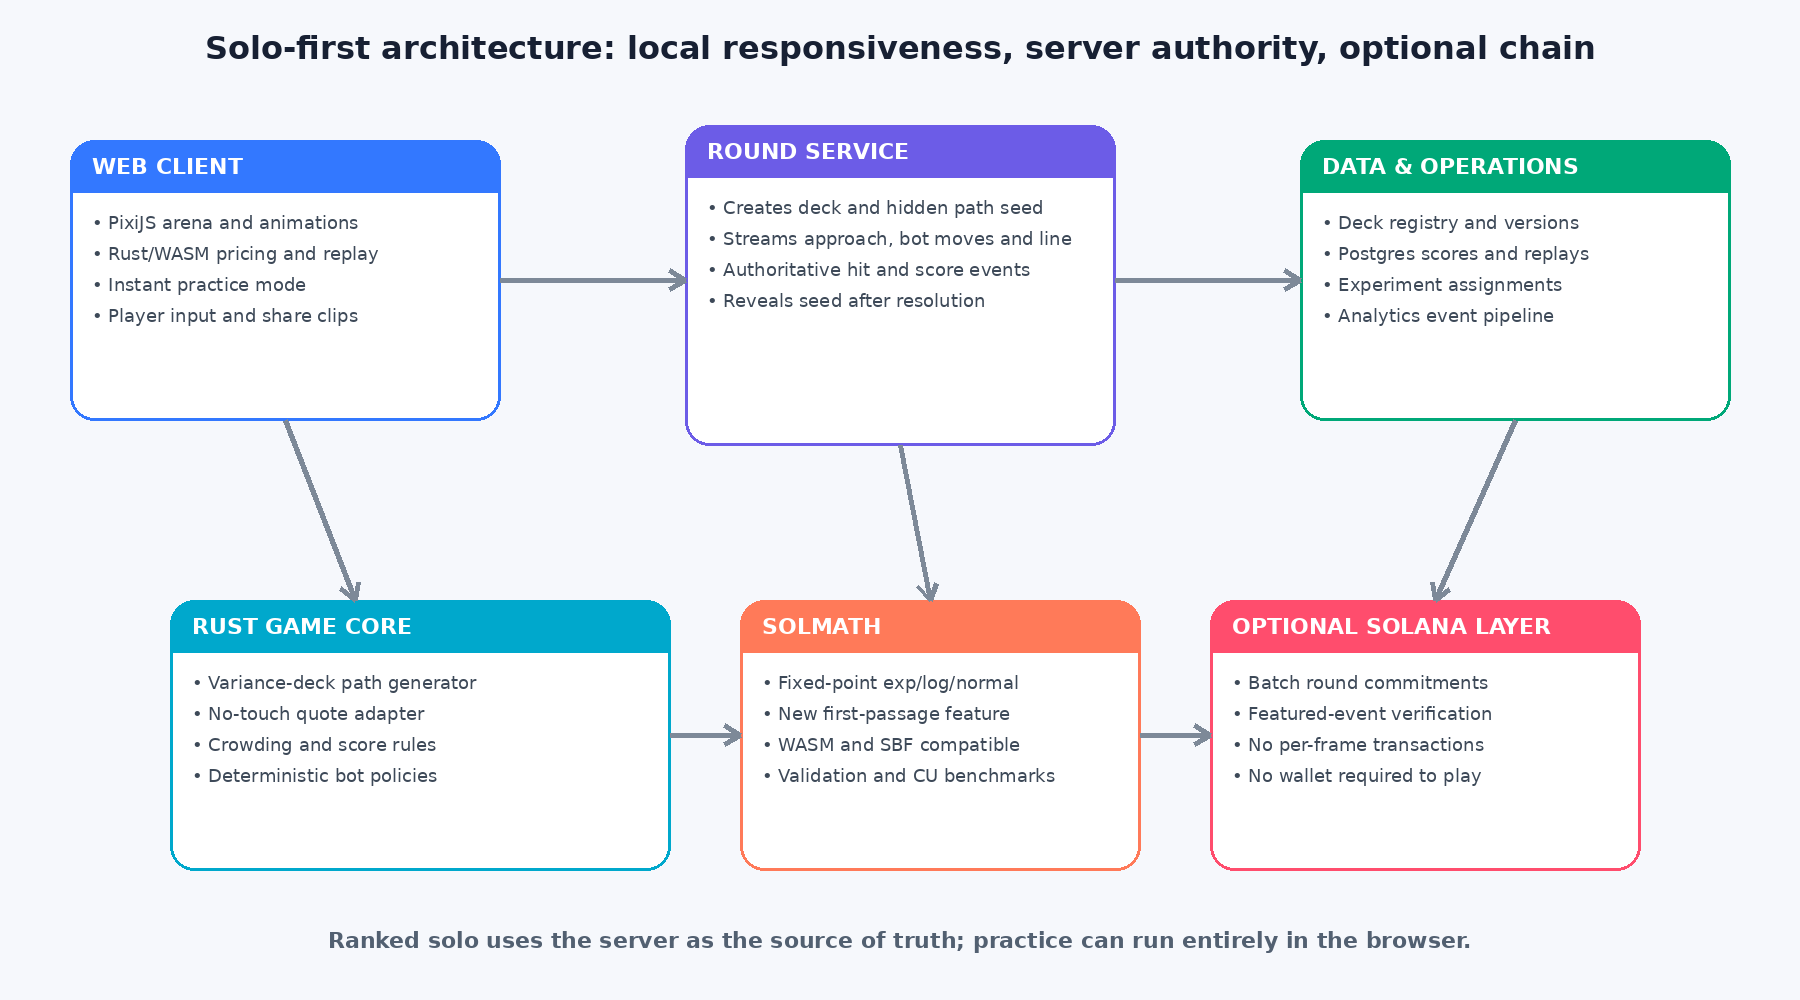 Solo-first architecture: local responsiveness, server authority, optional chain
WEB CLIENT
• PixiJS arena and animations
• Rust/WASM pricing and replay
• Instant practice mode
• Player input and share clips
ROUND SERVICE
• Creates deck and hidden path seed
• Streams approach, bot moves and line
• Authoritative hit and score events
• Reveals seed after resolution
DATA & OPERATIONS
• Deck registry and versions
• Postgres scores and replays
• Experiment assignments
• Analytics event pipeline
RUST GAME CORE
• Variance-deck path generator
• No-touch quote adapter
• Crowding and score rules
• Deterministic bot policies
SOLMATH
• Fixed-point exp/log/normal
• New first-passage feature
• WASM and SBF compatible
• Validation and CU benchmarks
OPTIONAL SOLANA LAYER
• Batch round commitments
• Featured-event verification
• No per-frame transactions
• No wallet required to play
Ranked solo uses the server as the source of truth; practice can run entirely in the browser.